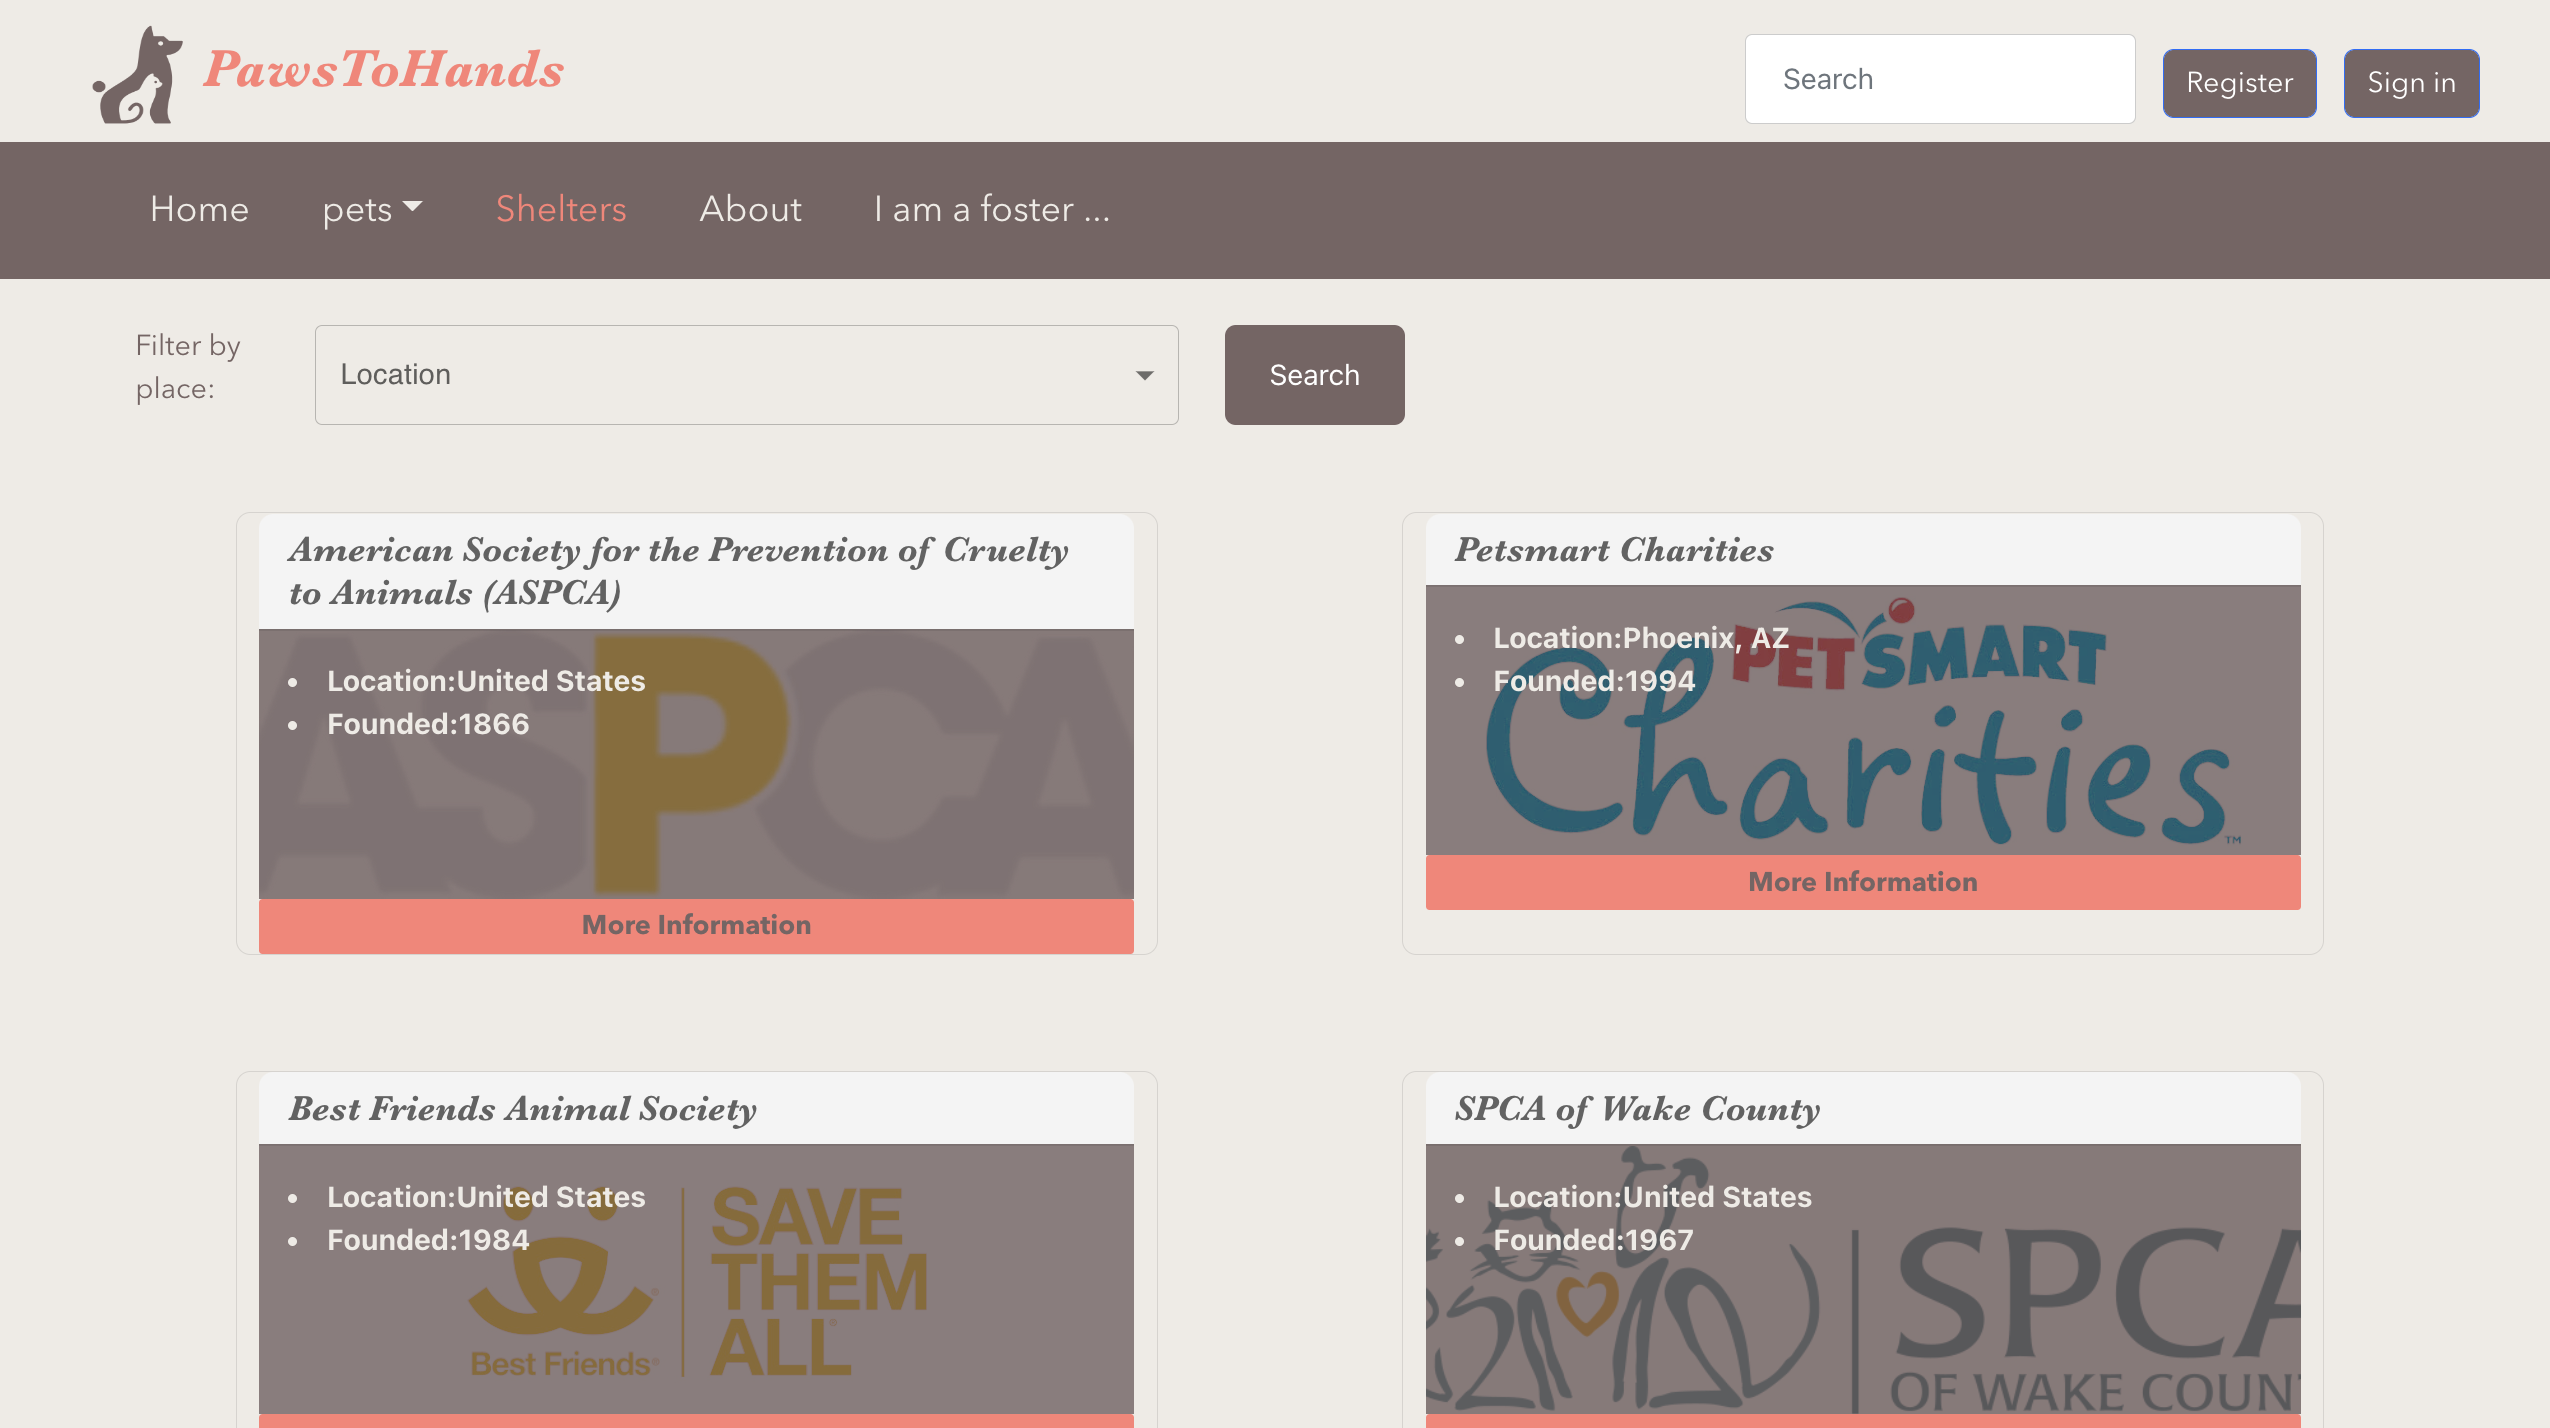 PawsToHands
Search
Register
Sign in
Home
pets
Shelters
About
I am a foster ...
Filter by
place:
Location
Search
American Society for the Prevention of Cruelty
to Animals (ASPCA)
ASPCA
Location:United States
Founded:1866
More Information
Petsmart Charities
PETSMART
Charities
TM
Location:Phoenix, AZ
Founded:1994
More Information
Best Friends Animal Society
Location:United States
Founded:1984
Best Friends®
SAVE
THEM
ALL®
SPCA of Wake County
Location:United States
Founded:1967
SPCA
OF WAKE COUN